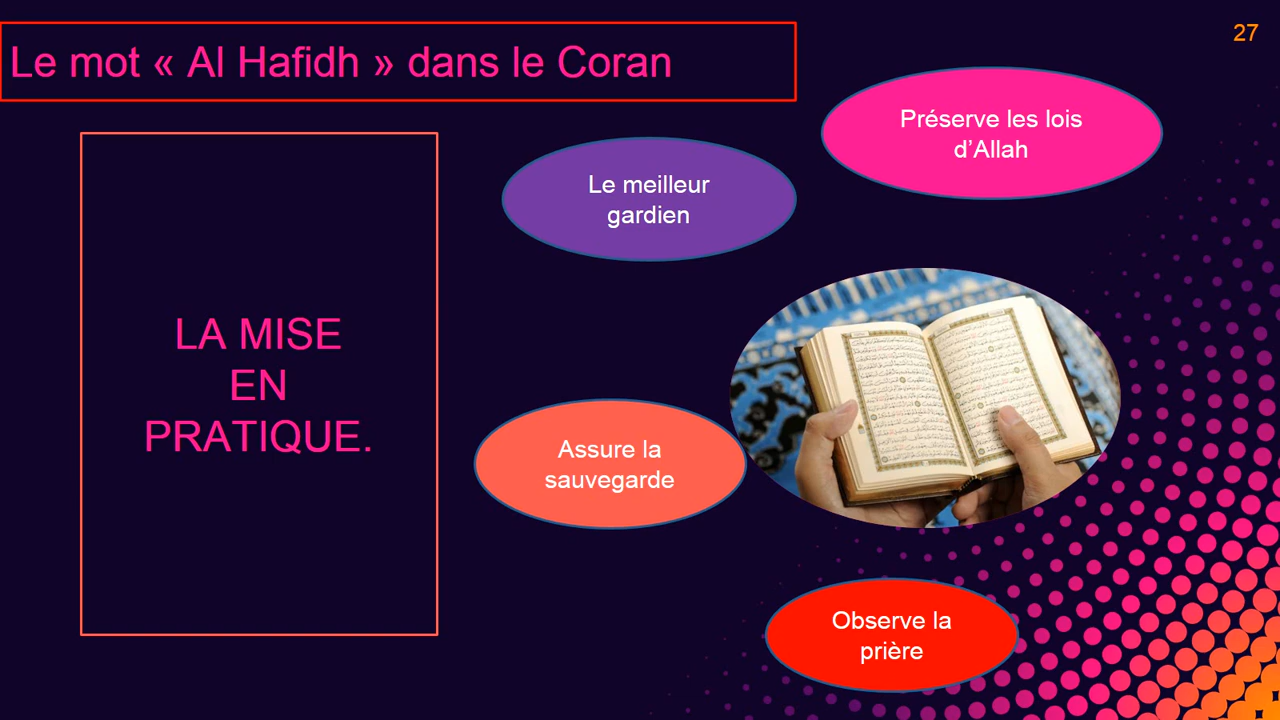 27
Le mot « Al Hafidh » dans le Coran
Préserve les lois
d’Allah
Le meilleur
gardien
LA MISE
EN
PRATIQUE.
Assure la
sauvegarde
Observe la
prière